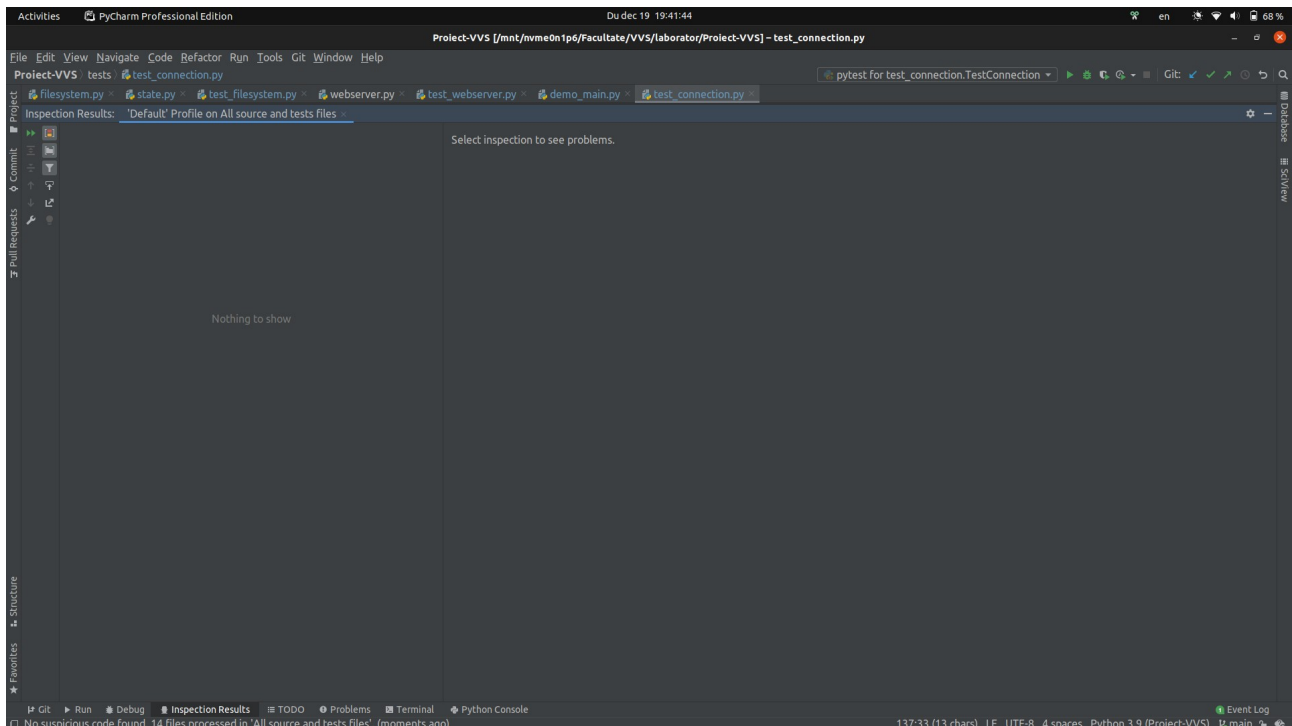 Activities PyCharm Professional Edition Du dec 19 19:41:44 en 68 %
Proiect-VVS [/mnt/nvme0n1p6/Facultate/VVS/laborator/Proiect-VVS] – test_connection.py
File Edit View Navigate Code Refactor Run Tools Git Window Help
Proiect-VVS tests test_connection.py pytest for test_connection.TestConnection Git:
filesystem.py state.py test_filesystem.py webserver.py test_webserver.py demo_main.py test_connection.py
Inspection Results: 'Default' Profile on All source and tests files
Select inspection to see problems.
Nothing to show
Project
Commit
Pull Requests
Structure
Favorites
Database
SciView
Git Run Debug Inspection Results TODO Problems Terminal Python Console Event Log
No suspicious code found. 14 files processed in 'All source and tests files'. (moments ago) 137:33 (13 chars) LF UTF-8 4 spaces Python 3.9 (Proiect-VVS) main